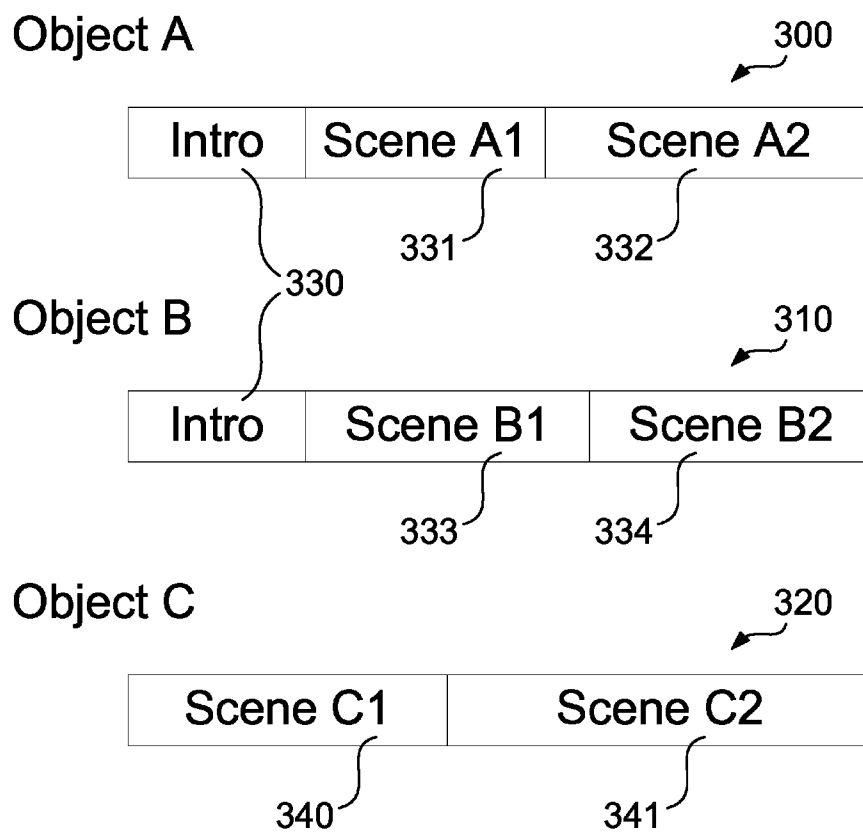 Object A
300
Intro Scene A1 Scene A2
331 332
330
Object B
310
Intro Scene B1 Scene B2
333 334
Object C
320
Scene C1 Scene C2
340 341